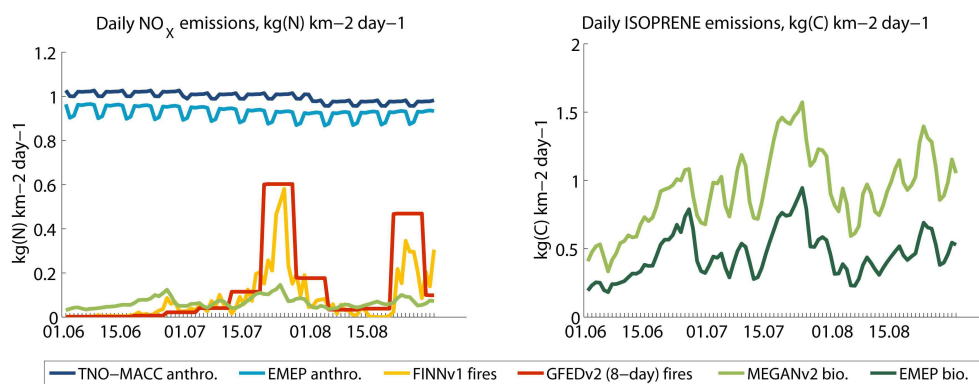 Daily NOX emissions, kg(N) km−2 day−1
kg(N) km−2 day−1
1.2
1
0.8
0.6
0.4
0.2
0
01.06 15.06 01.07 15.07 01.08 15.08
Daily ISOPRENE emissions, kg(C) km−2 day−1
kg(C) km−2 day−1
2
1.5
1
0.5
0
01.06 15.06 01.07 15.07 01.08 15.08
TNO−MACC anthro. EMEP anthro. FINNv1 fires GFEDv2 (8−day) fires MEGANv2 bio. EMEP bio.